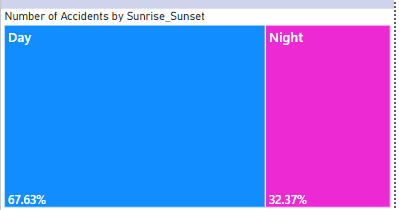 Number of Accidents by Sunrise_Sunset
Day
Night
67.63%
32.37%